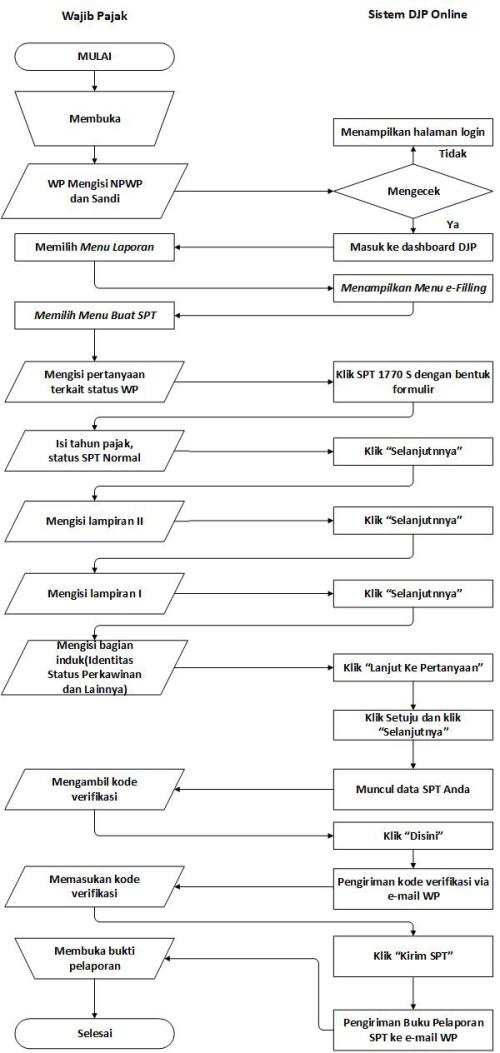 Wajib Pajak
Sistem DJP Online
MULAI
Membuka
Menampilkan halaman login
Tidak
WP Mengisi NPWP
dan Sandi
Mengecek
Ya
Memilih Menu Laporan
Masuk ke dashboard DJP
Menampilkan Menu e-Filling
Memilih Menu Buat SPT
Mengisi pertanyaan
terkait status WP
Klik SPT 1770 S dengan bentuk
formulir
Isi tahun pajak,
status SPT Normal
Klik “Selanjutnnya”
Mengisi lampiran II
Klik “Selanjutnnya”
Mengisi lampiran I
Klik “Selanjutnnya”
Mengisi bagian
induk(Identitas
Status Perkawinan
dan Lainnya)
Klik “Lanjut Ke Pertanyaan”
Klik Setuju dan klik
“Selanjutnya”
Mengambil kode
verifikasi
Muncul data SPT Anda
Klik “Disini”
Memasukan kode
verifikasi
Pengiriman kode verifikasi via
e-mail WP
Klik “Kirim SPT”
Membuka bukti
pelaporan
Pengiriman Buku Pelaporan
SPT ke e-mail WP
Selesai